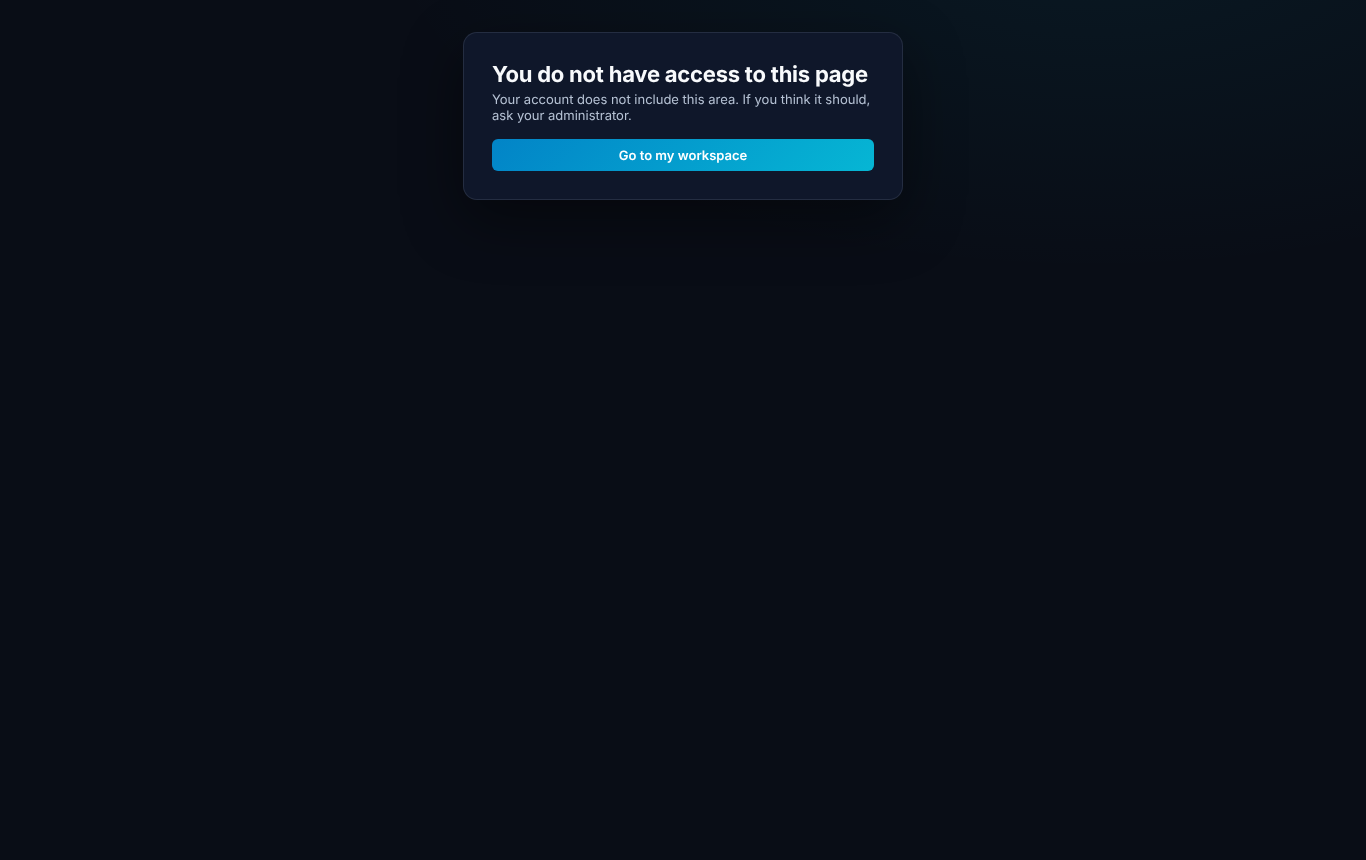 You do not have access to this page
Your account does not include this area. If you think it should,
ask your administrator.
Go to my workspace